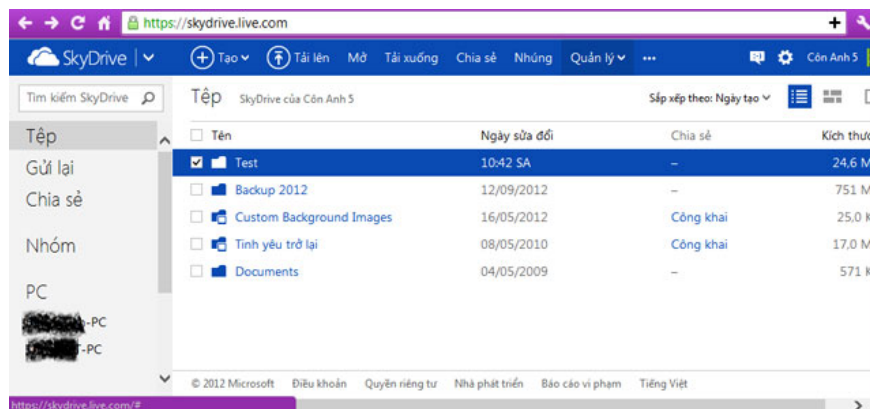 https://skydrive.live.com
SkyDrive Tạo Tải lên Mở Tải xuống Chia sẻ Nhúng Quản lý ••• Côn Anh 5
Tìm kiếm SkyDrive Tệp SkyDrive của Côn Anh 5 Sắp xếp theo: Ngày tạo
Tệp
Gửi lại
Chia sẻ
Nhóm
PC
-PC
-PC
Tên Ngày sửa đổi Chia sẻ Kích thướ
Test 10:42 SA – 24,6 M
Backup 2012 12/09/2012 – 751 M
Custom Background Images 16/05/2012 Công khai 25,0 K
Tình yêu trở lại 08/05/2010 Công khai 17,0 M
Documents 04/05/2009 – 571 K
© 2012 Microsoft Điều khoản Quyền riêng tư Nhà phát triển Báo cáo vi phạm Tiếng Việt
https://skydrive.live.com/#